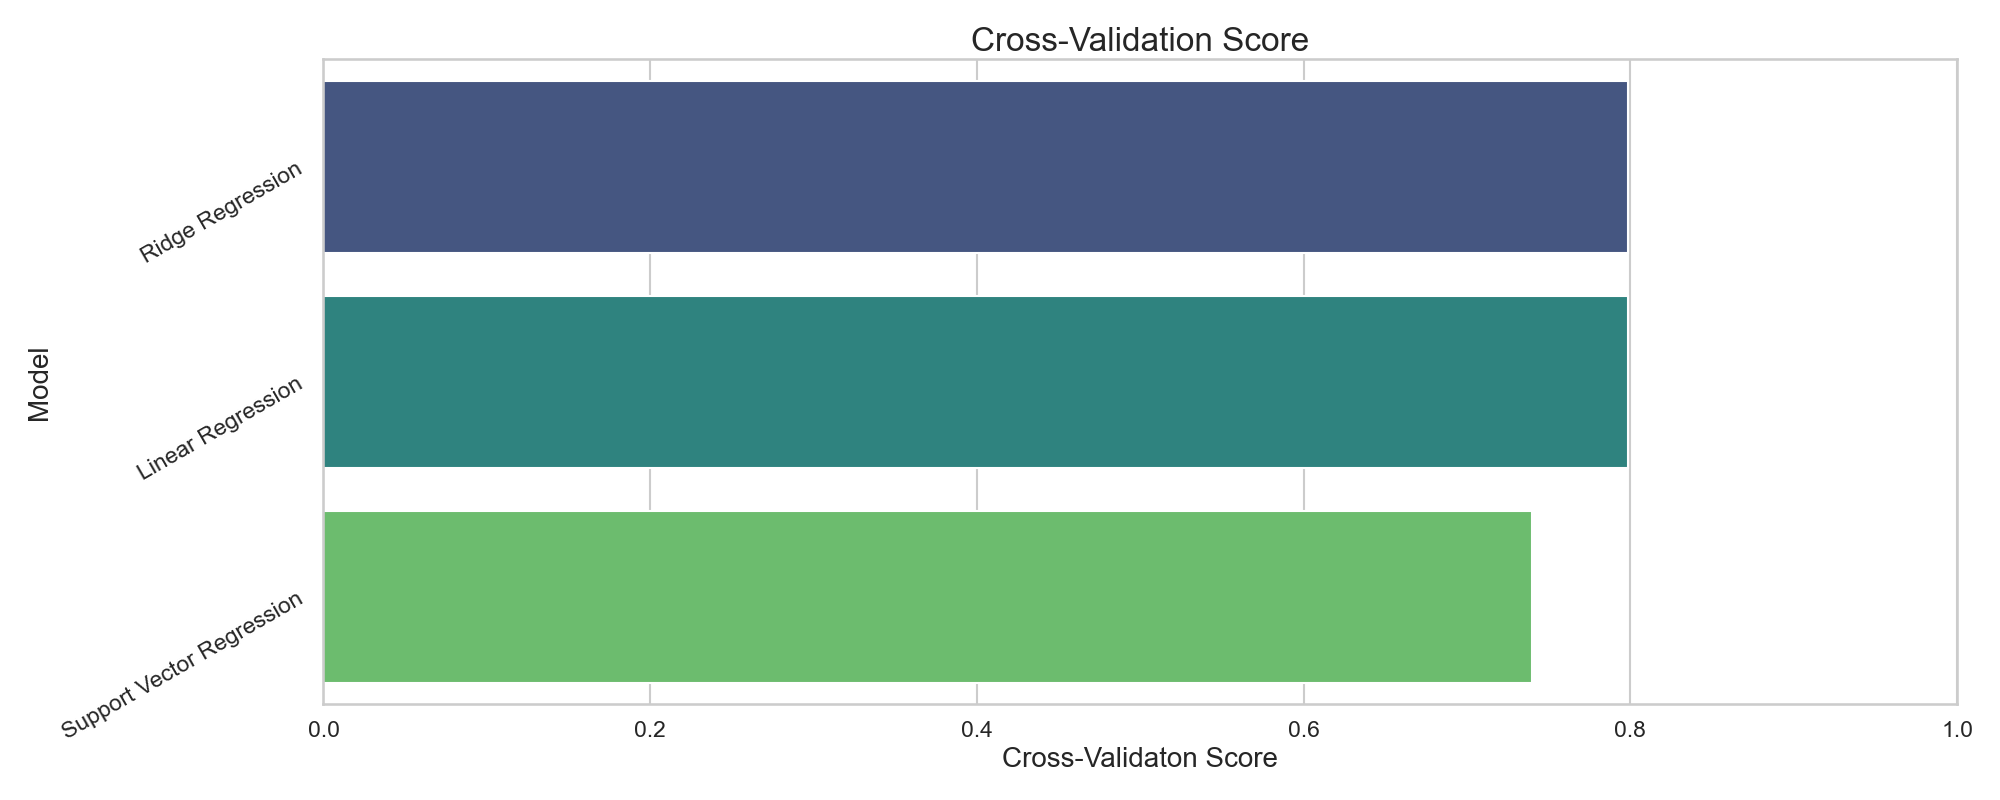 Cross-Validation Score
Model
Ridge Regression
Linear Regression
Support Vector Regression
0.0 0.2 0.4 0.6 0.8 1.0
Cross-Validaton Score